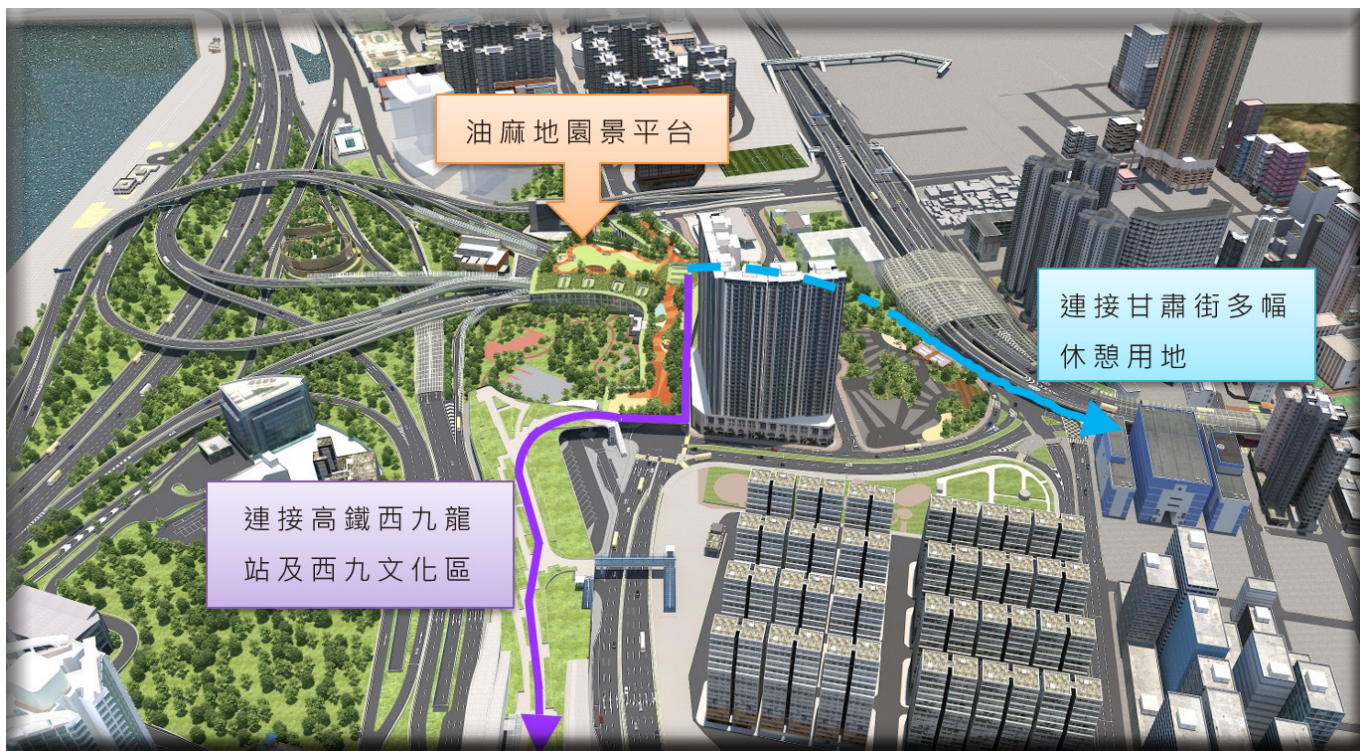 油麻地園景平台
連接甘肅街多幅
休憩用地
連接高鐵西九龍
站及西九文化區